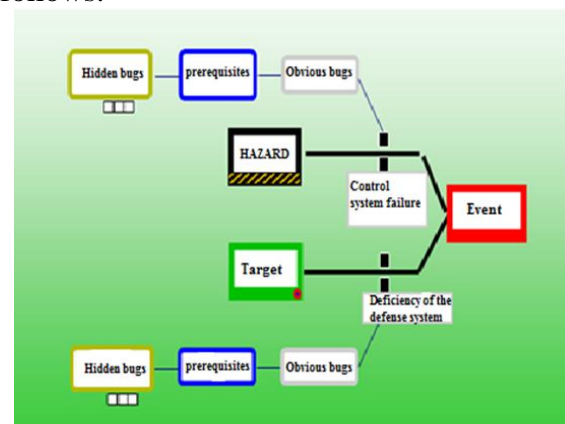 Hidden bugs
prerequisites
Obvious bugs
HAZARD
Control
system failure
Event
Target
Deficiency of the
defense system
Hidden bugs
prerequisites
Obvious bugs